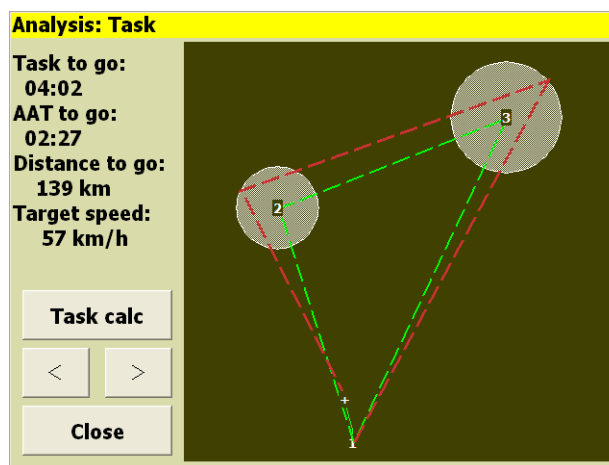 Analysis: Task
Task to go:
04:02
AAT to go:
02:27
Distance to go:
139 km
Target speed:
57 km/h
Task calc
< >
Close
3
2
1